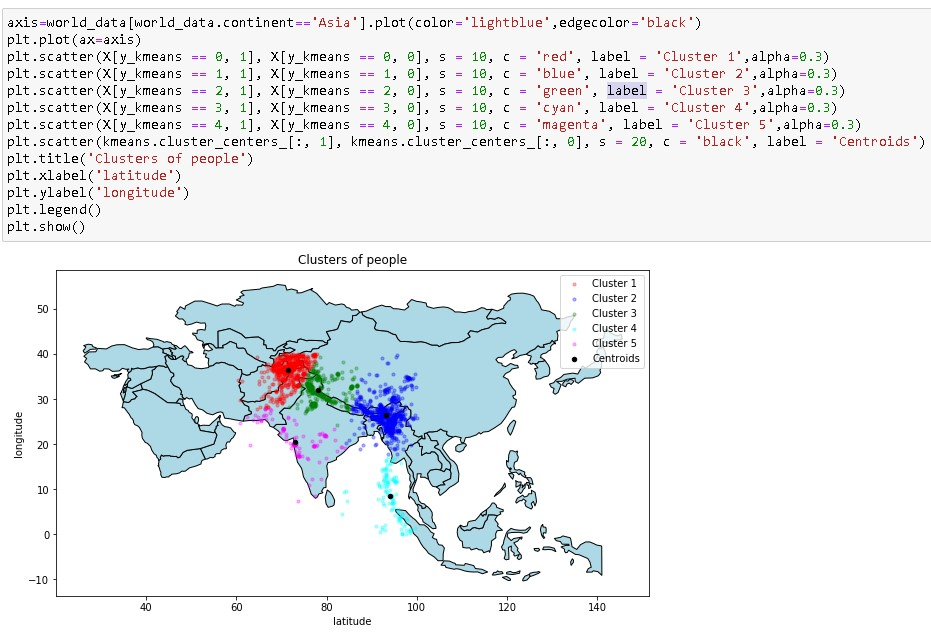 axis=world_data[world_data.continent=='Asia'].plot(color='lightblue',edgecolor='black')
plt.plot(ax=axis)
plt.scatter(X[y_kmeans == 0, 1], X[y_kmeans == 0, 0], s = 10, c = 'red', label = 'Cluster 1',alpha=0.3)
plt.scatter(X[y_kmeans == 1, 1], X[y_kmeans == 1, 0], s = 10, c = 'blue', label = 'Cluster 2',alpha=0.3)
plt.scatter(X[y_kmeans == 2, 1], X[y_kmeans == 2, 0], s = 10, c = 'green', label = 'Cluster 3',alpha=0.3)
plt.scatter(X[y_kmeans == 3, 1], X[y_kmeans == 3, 0], s = 10, c = 'cyan', label = 'Cluster 4',alpha=0.3)
plt.scatter(X[y_kmeans == 4, 1], X[y_kmeans == 4, 0], s = 10, c = 'magenta', label = 'Cluster 5',alpha=0.3)
plt.scatter(kmeans.cluster_centers_[:, 1], kmeans.cluster_centers_[:, 0], s = 20, c = 'black', label = 'Centroids')
plt.title('Clusters of people')
plt.xlabel('latitude')
plt.ylabel('longitude')
plt.legend()
plt.show()
Clusters of people
Cluster 1
Cluster 2
Cluster 3
Cluster 4
Cluster 5
Centroids
50
40
30
20
10
0
−10
longitude
40 60 80 100 120 140
latitude